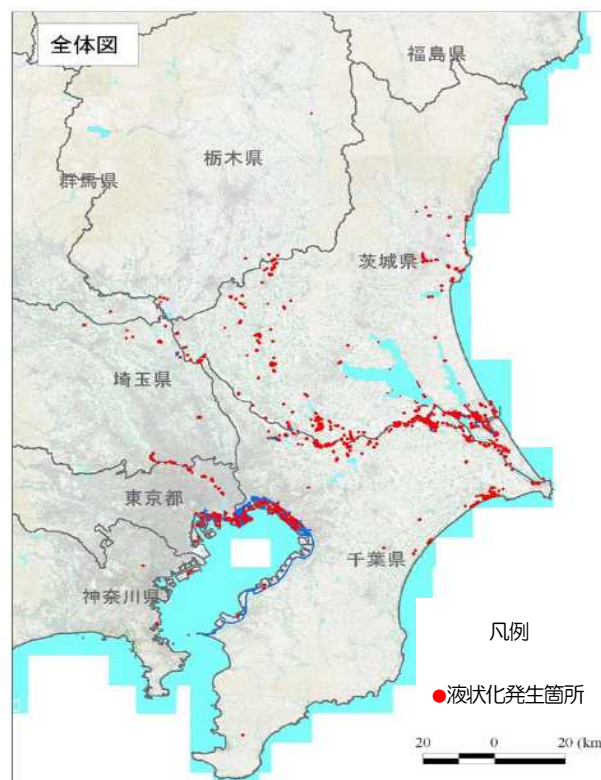 全体図
福島県
栃木県
群馬県
茨城県
埼玉県
東京都
千葉県
神奈川県
凡例
●液状化発生箇所
20 0 20 (km